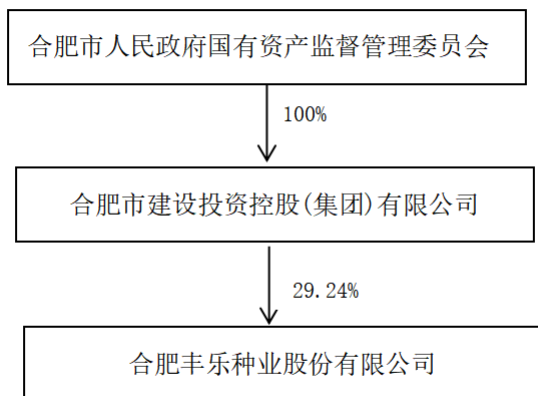 合肥市人民政府国有资产监督管理委员会
100%
合肥市建设投资控股(集团)有限公司
29.24%
合肥丰乐种业股份有限公司